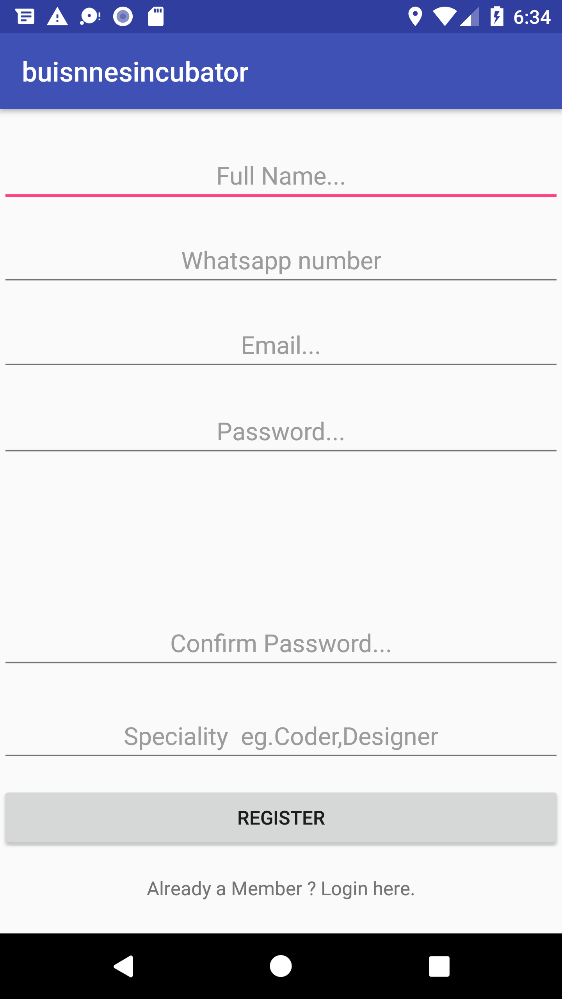 6:34
buisnnesincubator
Full Name...
Whatsapp number
Email...
Password...
Confirm Password...
Speciality  eg.Coder,Designer
REGISTER
Already a Member ? Login here.